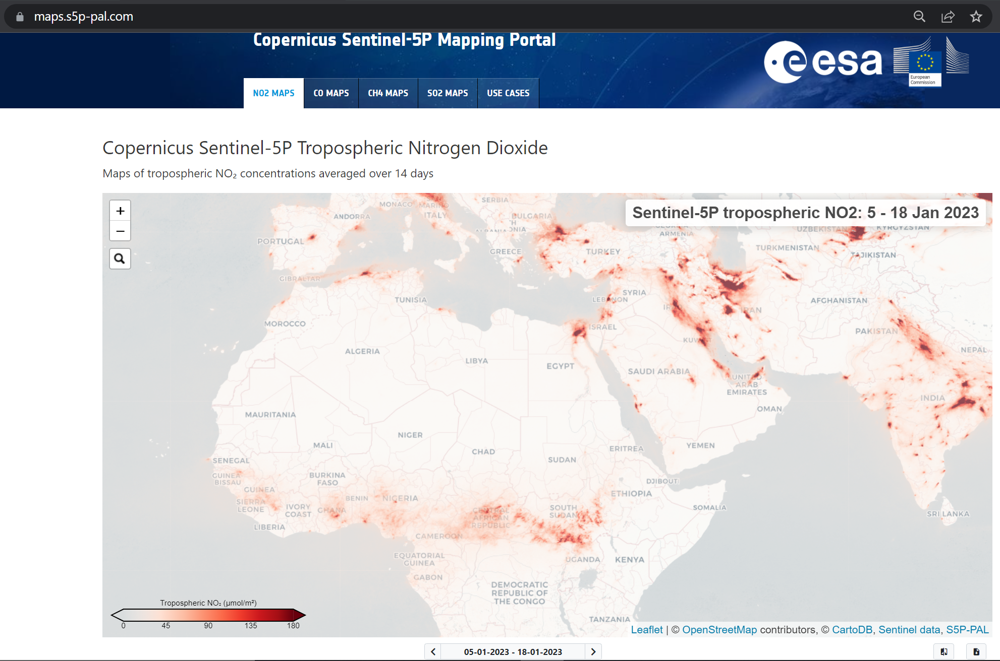 maps.s5p-pal.com
Copernicus Sentinel-5P Mapping Portal
esa
European
Commission
NO2 MAPS
CO MAPS
CH4 MAPS
SO2 MAPS
USE CASES
Copernicus Sentinel-5P Tropospheric Nitrogen Dioxide
Maps of tropospheric NO₂ concentrations averaged over 14 days
+
−
Sentinel-5P tropospheric NO2: 5 - 18 Jan 2023
SERBIA
MONACO
MARINO
ANDORRA
ITALY
BULGARIA
ALBANIA
PORTUGAL
GREECE
TURKEY
ARMENIA
UZBEKISTAN
KYRGYZSTAN
TURKMENISTAN
TAJIKISTAN
GIBRALTAR
TUNISIA
SYRIA
LEBANON
IRAQ
IRAN
AFGHANISTAN
MOROCCO
ISRAEL
KUWAIT
PAKISTAN
NEPAL
ALGERIA
LIBYA
EGYPT
SAUDI ARABIA
UNITED
ARAB
EMIRATES
INDIA
OMAN
MAURITANIA
NIGER
MALI
CHAD
SUDAN
ERITREA
YEMEN
SENEGAL
GUINEA
BISSAU
BURKINA
FASO
DJIBOUTI
GUINEA
BENIN
NIGERIA
ETHIOPIA
SIERRA
LEONE
IVORY
COAST
GHANA
CENTRAL
AFRICAN
REPUBLIC
SOUTH
SUDAN
SOMALIA
SRI LANKA
LIBERIA
CAMEROON
EQUATORIAL
GUINEA
UGANDA
KENYA
GABON
DEMOCRATIC
REPUBLIC OF
THE CONGO
TANZANIA
Tropospheric NO₂ (µmol/m²)
0 45 90 135 180
Leaflet | © OpenStreetMap contributors, © CartoDB, Sentinel data, S5P-PAL
05-01-2023 - 18-01-2023